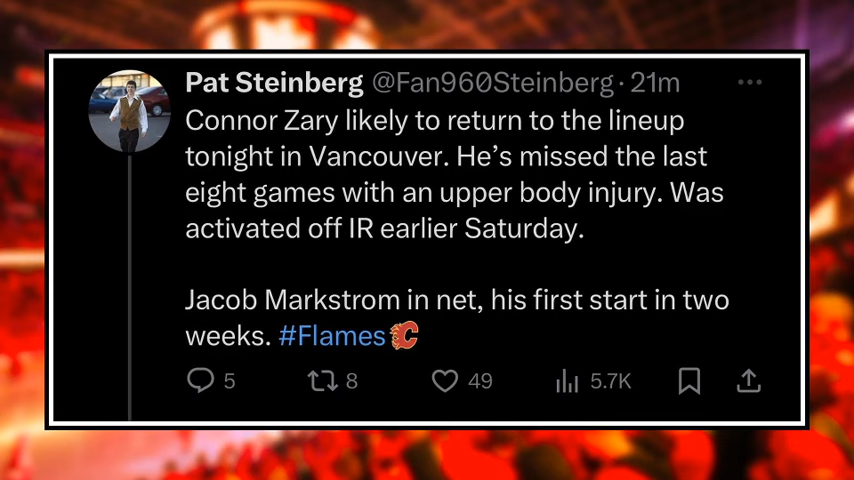 Pat Steinberg @Fan960Steinberg · 21m
Connor Zary likely to return to the lineup
tonight in Vancouver. He’s missed the last
eight games with an upper body injury. Was
activated off IR earlier Saturday.
Jacob Markstrom in net, his first start in two
weeks. #Flames
5 8 49 5.7K